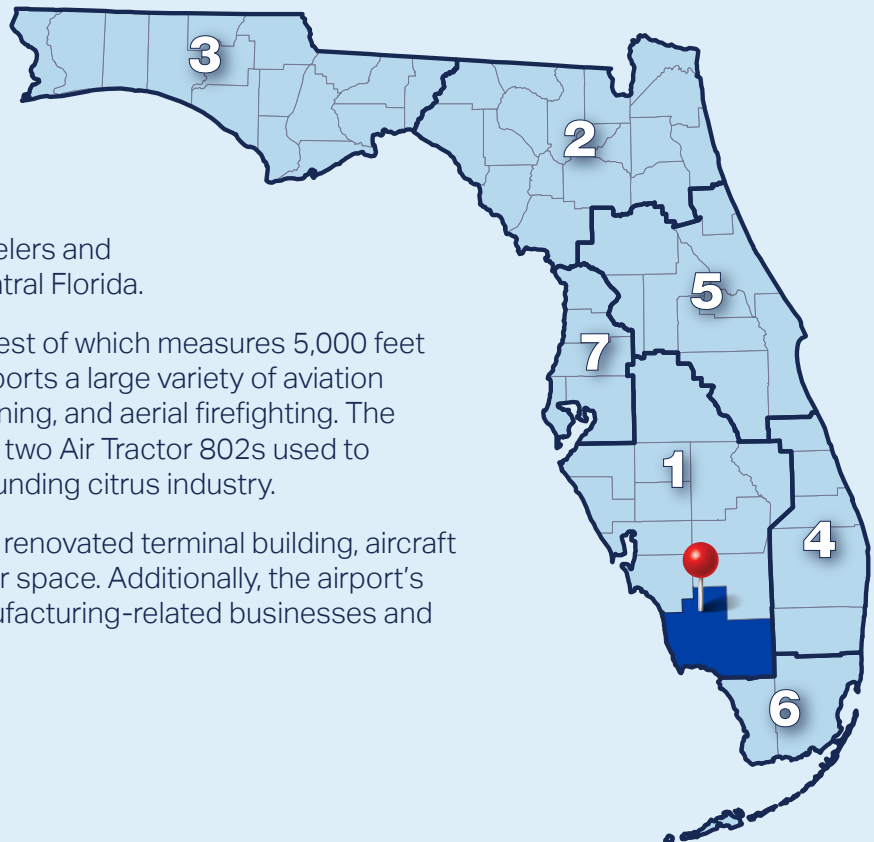 3
2
elers and
tral Florida.
5
est of which measures 5,000 feet
ports a large variety of aviation
ning, and aerial firefighting. The
two Air Tractor 802s used to
unding citrus industry.
7
1
renovated terminal building, aircraft
r space. Additionally, the airport's
ufacturing-related businesses and
4
6